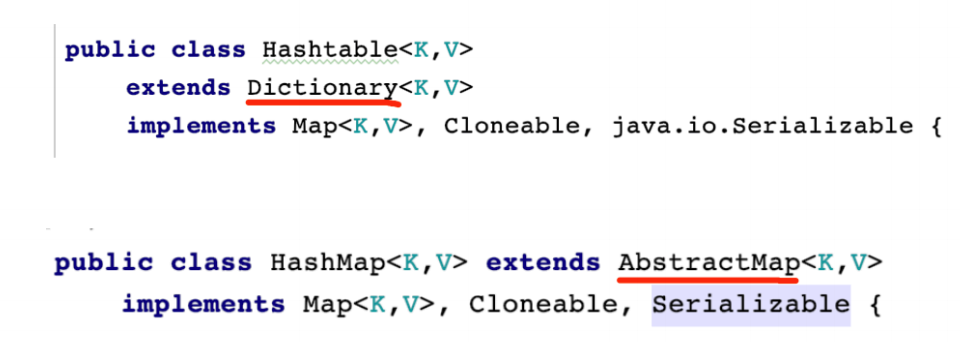 public class Hashtable<K,V>
extends Dictionary<K,V>
implements Map<K,V>, Cloneable, java.io.Serializable {
public class HashMap<K,V> extends AbstractMap<K,V>
implements Map<K,V>, Cloneable, Serializable {